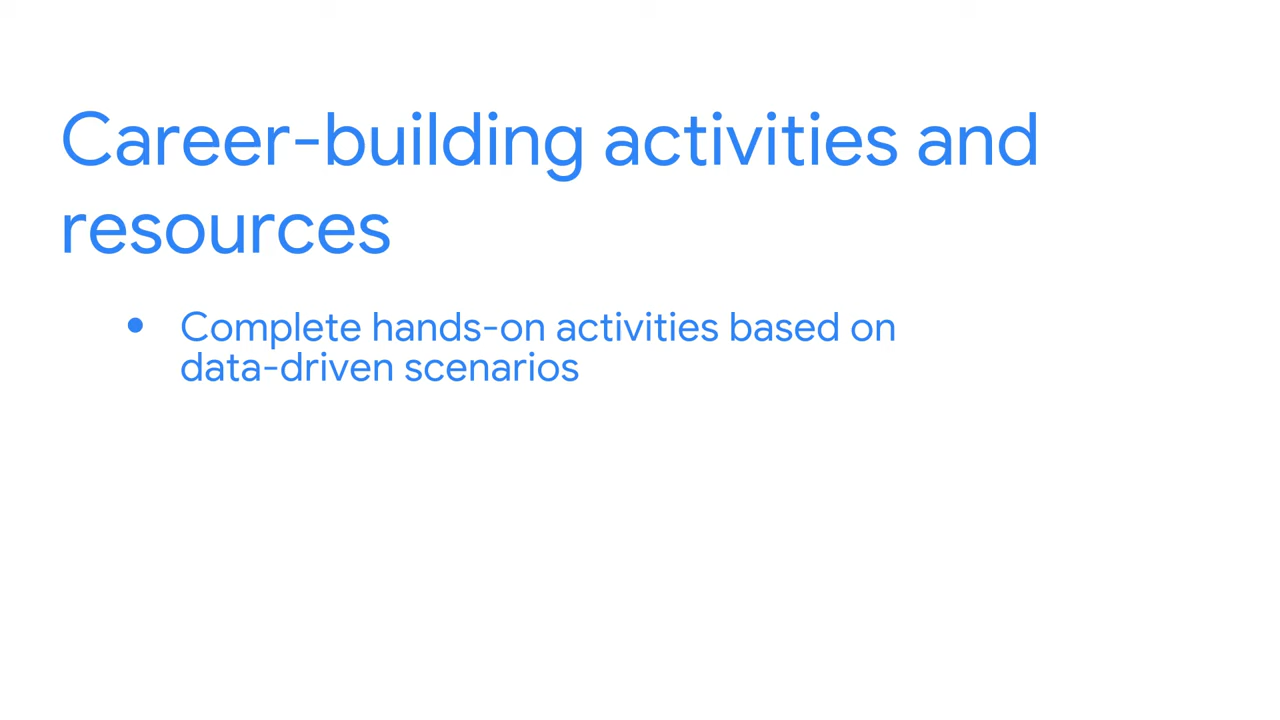 Career-building activities and
resources
• Complete hands-on activities based on
data-driven scenarios